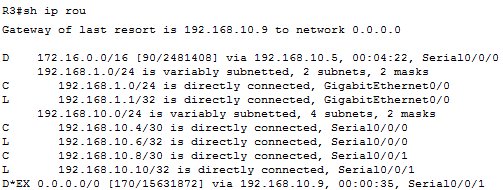 R3#sh ip rou
Gateway of last resort is 192.168.10.9 to network 0.0.0.0
D 172.16.0.0/16 [90/2481408] via 192.168.10.5, 00:04:22, Serial0/0/0
192.168.1.0/24 is variably subnetted, 2 subnets, 2 masks
C 192.168.1.0/24 is directly connected, GigabitEthernet0/0
L 192.168.1.1/32 is directly connected, GigabitEthernet0/0
192.168.10.0/24 is variably subnetted, 4 subnets, 2 masks
C 192.168.10.4/30 is directly connected, Serial0/0/0
L 192.168.10.6/32 is directly connected, Serial0/0/0
C 192.168.10.8/30 is directly connected, Serial0/0/1
L 192.168.10.10/32 is directly connected, Serial0/0/1
D*EX 0.0.0.0/0 [170/15631872] via 192.168.10.9, 00:00:35, Serial0/0/1